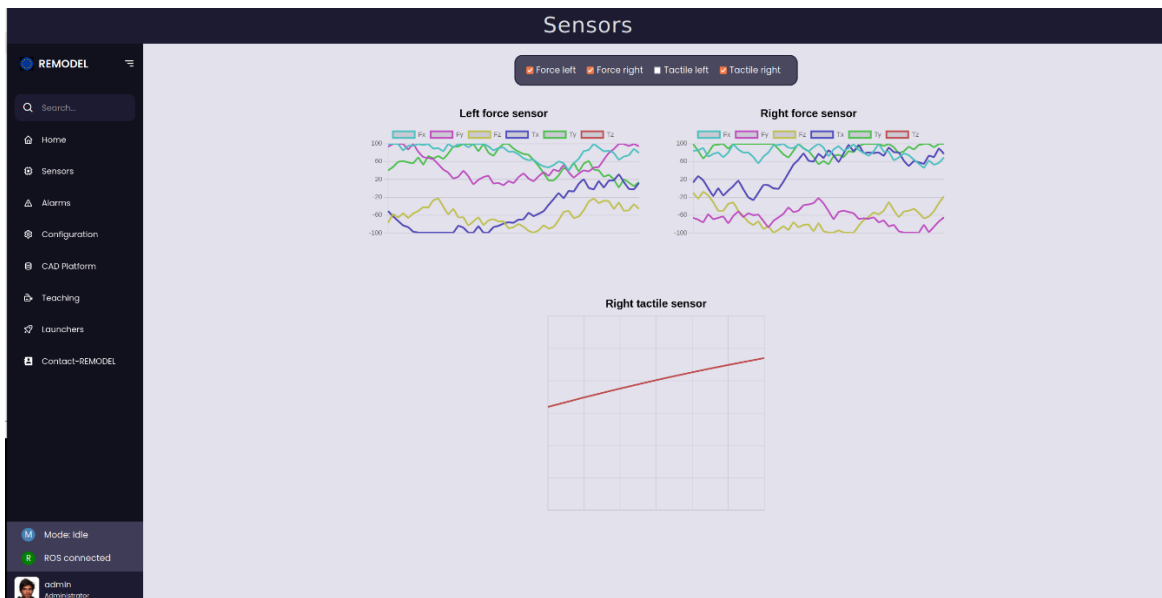 Sensors
REMODEL
Search...
Home
Sensors
Alarms
Configuration
CAD Platform
Teaching
Launchers
Contact-REMODEL
Mode: Idle
ROS connected
admin
Administrator
M
R
Force left Force right Tactile left Tactile right
Left force sensor
Fx Fy Fz Tx Ty Tz
100
60
20
-20
-60
-100
Right force sensor
Fx Fy Fz Tx Ty Tz
100
60
20
-20
-60
-100
Right tactile sensor